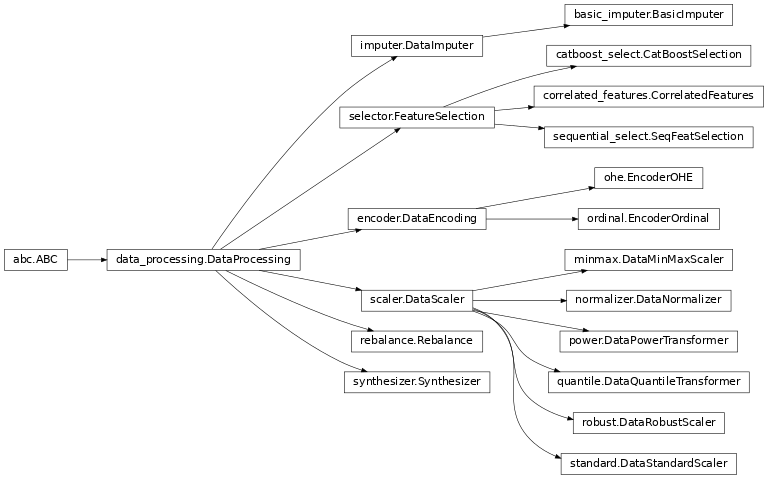 basic_imputer.BasicImputer
imputer.DataImputer
catboost_select.CatBoostSelection
correlated_features.CorrelatedFeatures
selector.FeatureSelection
sequential_select.SeqFeatSelection
ohe.EncoderOHE
encoder.DataEncoding
ordinal.EncoderOrdinal
abc.ABC
data_processing.DataProcessing
minmax.DataMinMaxScaler
scaler.DataScaler
normalizer.DataNormalizer
rebalance.Rebalance
power.DataPowerTransformer
synthesizer.Synthesizer
quantile.DataQuantileTransformer
robust.DataRobustScaler
standard.DataStandardScaler